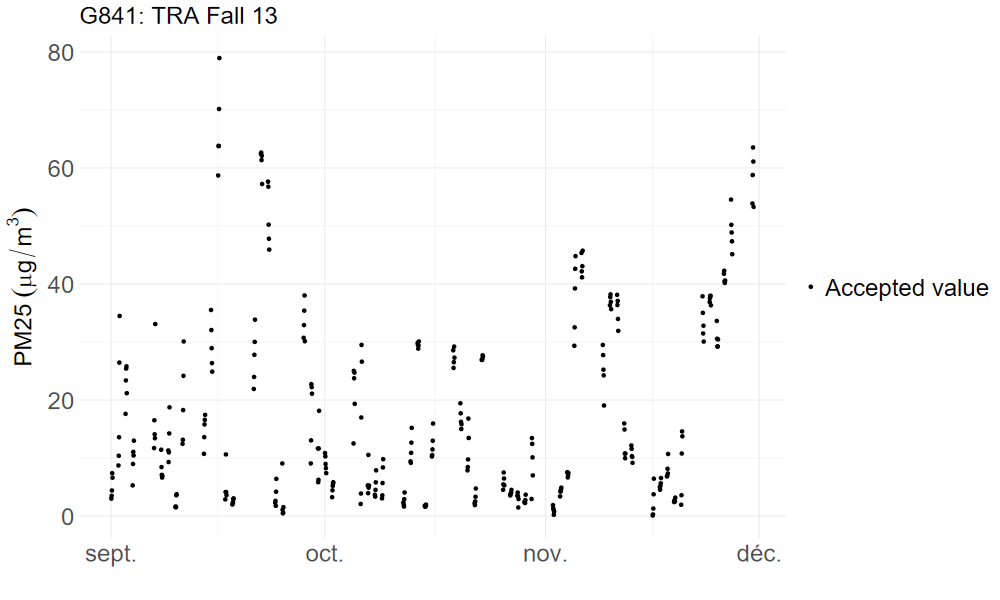 G841: TRA Fall 13
80
60
40
20
0
PM25 (μg/m³)
sept.
oct.
nov.
déc.
Accepted value